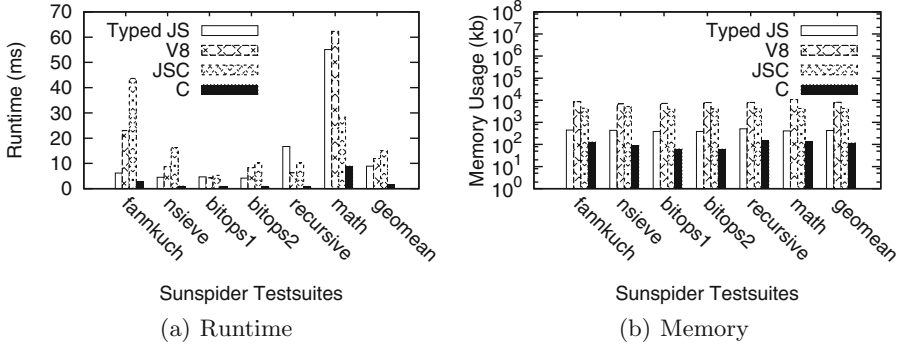 Runtime (ms)
70
60
50
40
30
20
10
0
Typed JS
V8
JSC
C
fannkuch
nsieve
bitops1
bitops2
recursive
math
geomean
Sunspider Testsuites
(a) Runtime
Memory Usage (kb)
10^8
10^7
10^6
10^5
10^4
10^3
10^2
10^1
10^0
Typed JS
V8
JSC
C
fannkuch
nsieve
bitops1
bitops2
recursive
math
geomean
Sunspider Testsuites
(b) Memory